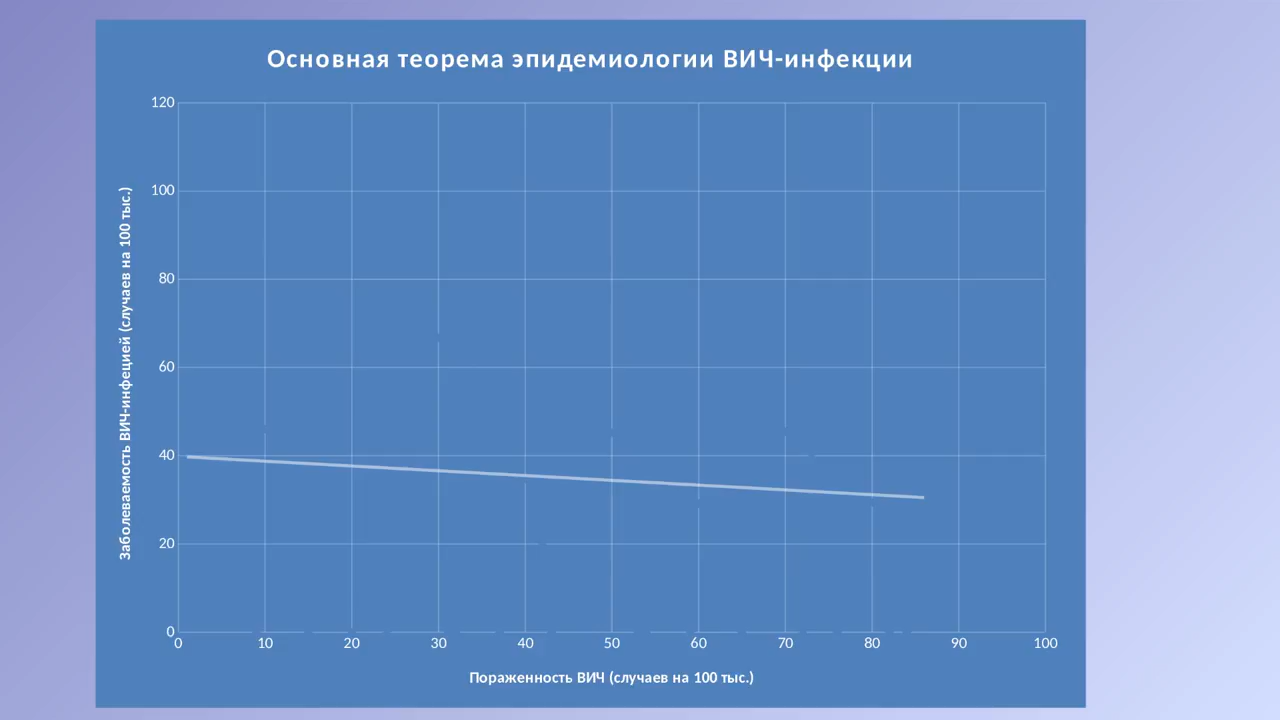 Основная теорема эпидемиологии ВИЧ-инфекции
Заболеваемость ВИЧ-инфецией (случаев на 100 тыс.)
120
100
80
60
40
20
0
0 10 20 30 40 50 60 70 80 90 100
Пораженность ВИЧ (случаев на 100 тыс.)